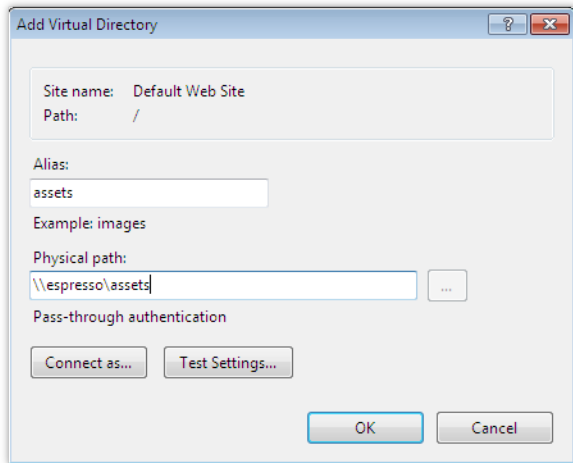 Add Virtual Directory
Site name: Default Web Site
Path: /
Alias:
assets
Example: images
Physical path:
\\espresso\assets
...
Pass-through authentication
Connect as... Test Settings...
OK Cancel